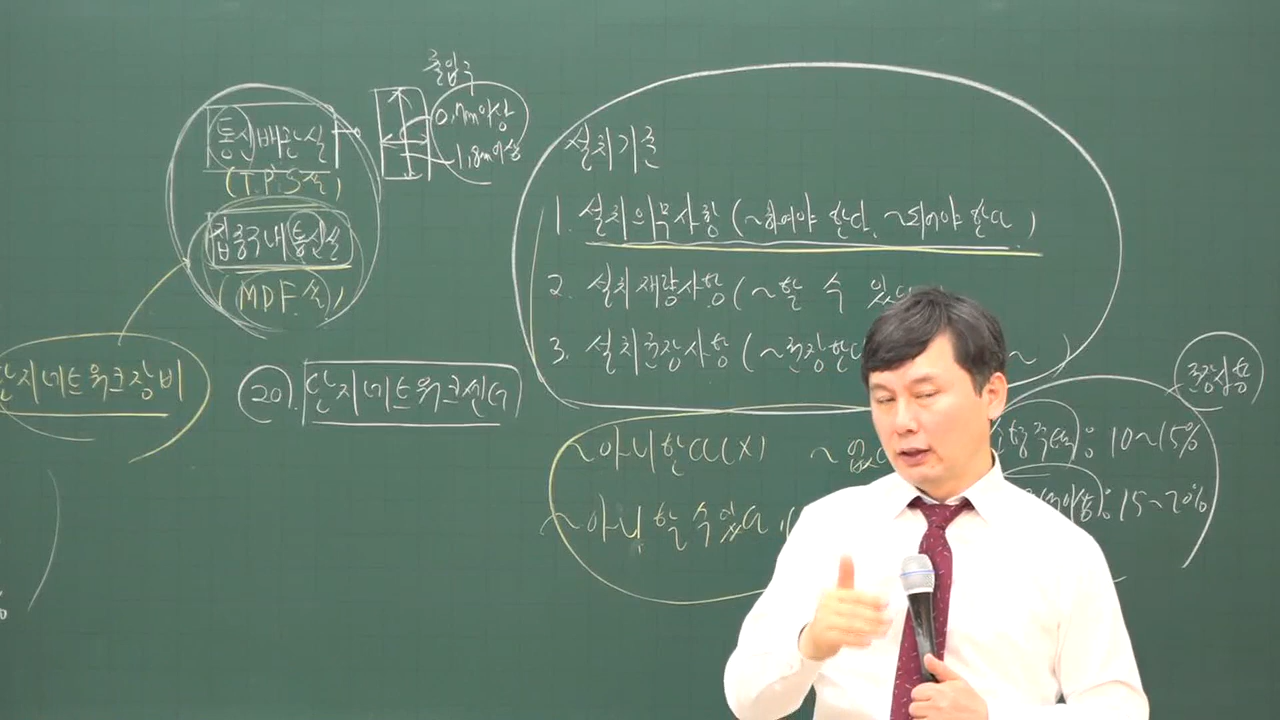 출입구
통신배관실
(T.P.S실)
0.7m이상
1.8m이상
집중구내통신실
(MDF실)
단지네트워크장비
20). 단지네트워크센터
설치기준
1. 설치의무사항 (~하여야 한다, ~되어야 한다.)
2. 설치재량사항 (~할 수 있
3. 설치권장사항 (~권장한다
~아니한다(X) ~없
~아니 할 수 있다
권장사항
: 10~15%
: 15~20%
%